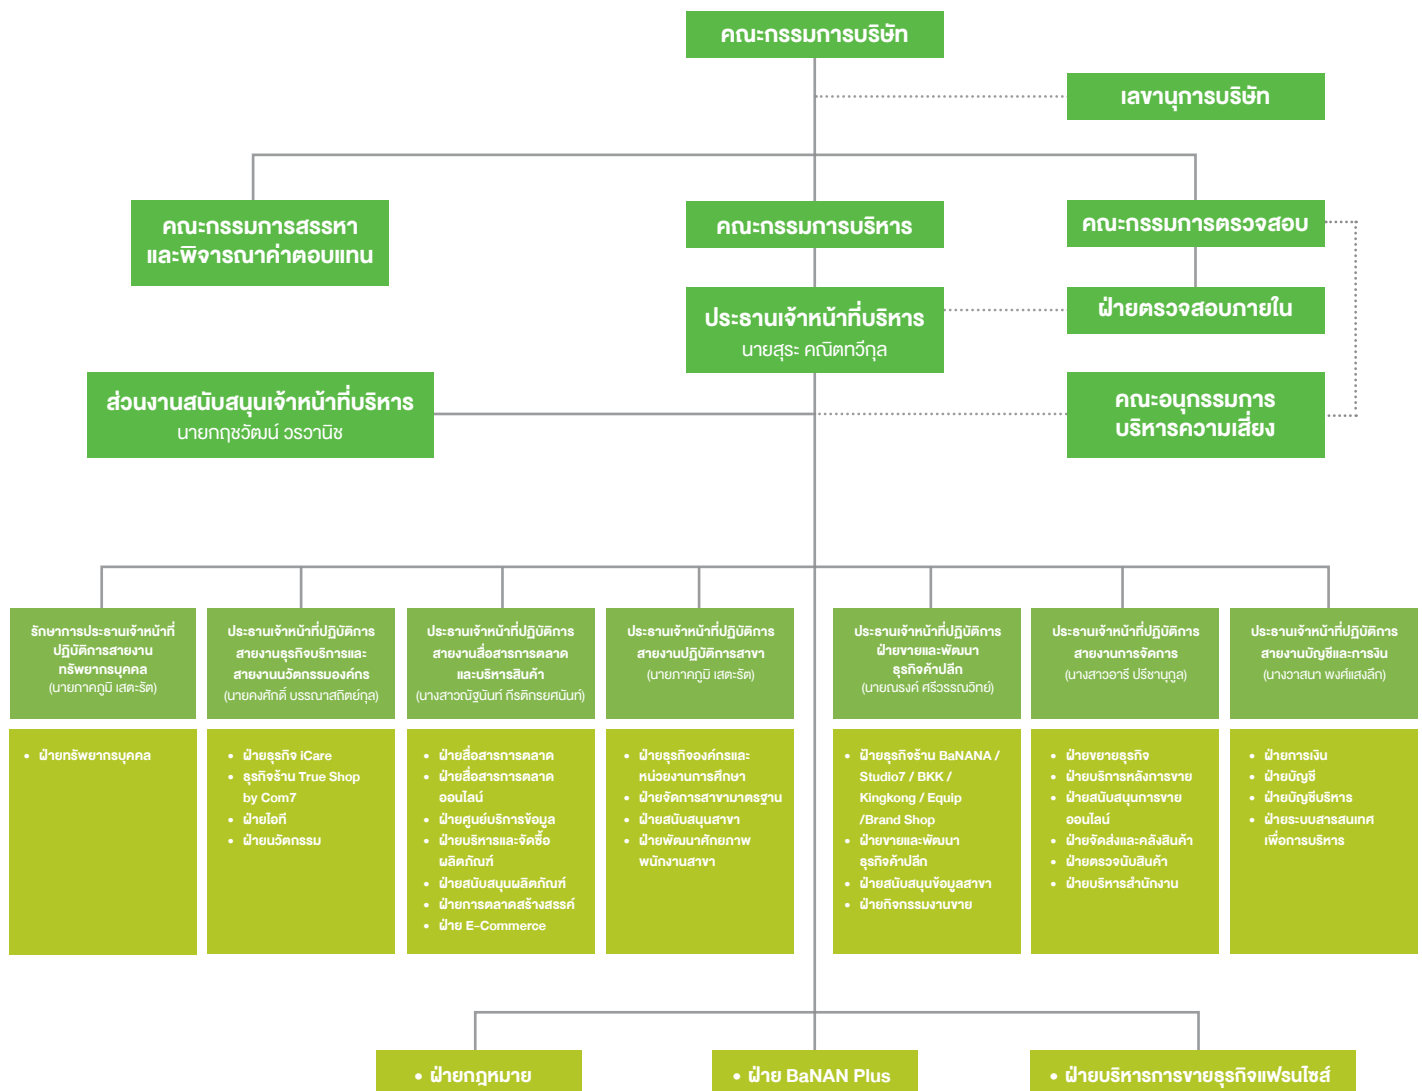 คณะกรรมการบริษัท
เลขานุการบริษัท
คณะกรรมการสรรหา
และพิจารณาค่าตอบแทน
คณะกรรมการบริหาร
คณะกรรมการตรวจสอบ
ประธานเจ้าหน้าที่บริหาร
นายสุระ คณิตทวีกุล
ฝ่ายตรวจสอบภายใน
ส่วนงานสนับสนุนเจ้าหน้าที่บริหาร
นายกฤชวัฒน์ วรวานิช
คณะอนุกรรมการ
บริหารความเสี่ยง
รักษาการประธานเจ้าหน้าที่
ปฏิบัติการสายงาน
ทรัพยากรบุคคล
(นายภาคภูมิ เสตะรัต)
ประธานเจ้าหน้าที่ปฏิบัติการ
สายงานธุรกิจบริการและ
สายงานนวัตกรรมองค์กร
(นายคงศักดิ์ บรรณาสถิตย์กุล)
ประธานเจ้าหน้าที่ปฏิบัติการ
สายงานสื่อสารการตลาด
และบริหารสินค้า
(นางสาวณัฐนันท์ กีรติกรยศนันท์)
ประธานเจ้าหน้าที่ปฏิบัติการ
สายงานปฏิบัติการสาขา
(นายภาคภูมิ เสตะรัต)
ประธานเจ้าหน้าที่ปฏิบัติการ
ฝ่ายขายและพัฒนา
ธุรกิจค้าปลีก
(นายณรงค์ ศรีวรรณวิทย์)
ประธานเจ้าหน้าที่ปฏิบัติการ
สายงานการจัดการ
(นางสาวอารี ปรีชานุกูล)
ประธานเจ้าหน้าที่ปฏิบัติการ
สายงานบัญชีและการเงิน
(นางวาสนา พงศ์แสงลึก)
• ฝ่ายทรัพยากรบุคคล
• ฝ่ายธุรกิจ iCare
• ธุรกิจร้าน True Shop
by Com7
• ฝ่ายไอที
• ฝ่ายนวัตกรรม
• ฝ่ายสื่อสารการตลาด
• ฝ่ายสื่อสารการตลาด
ออนไลน์
• ฝ่ายศูนย์บริการข้อมูล
• ฝ่ายบริหารและจัดซื้อ
ผลิตภัณฑ์
• ฝ่ายสนับสนุนผลิตภัณฑ์
• ฝ่ายการตลาดสร้างสรรค์
• ฝ่าย E-Commerce
• ฝ่ายธุรกิจองค์กรและ
หน่วยงานการศึกษา
• ฝ่ายจัดการสาขามาตรฐาน
• ฝ่ายสนับสนุนสาขา
• ฝ่ายพัฒนาศักยภาพ
พนักงานสาขา
• ฝ่ายธุรกิจร้าน BaNANA /
Studio7 / BKK /
Kingkong / Equip
/Brand Shop
• ฝ่ายขายและพัฒนา
ธุรกิจค้าปลีก
• ฝ่ายสนับสนุนข้อมูลสาขา
• ฝ่ายกิจกรรมงานขาย
• ฝ่ายขยายธุรกิจ
• ฝ่ายบริการหลังการขาย
• ฝ่ายสนับสนุนการขาย
ออนไลน์
• ฝ่ายจัดส่งและคลังสินค้า
• ฝ่ายตรวจนับสินค้า
• ฝ่ายบริหารสำนักงาน
• ฝ่ายการเงิน
• ฝ่ายบัญชี
• ฝ่ายบัญชีบริหาร
• ฝ่ายระบบสารสนเทศ
เพื่อการบริหาร
• ฝ่ายกฎหมาย
• ฝ่าย BaNAN Plus
• ฝ่ายบริหารการขายธุรกิจแฟรนไชส์